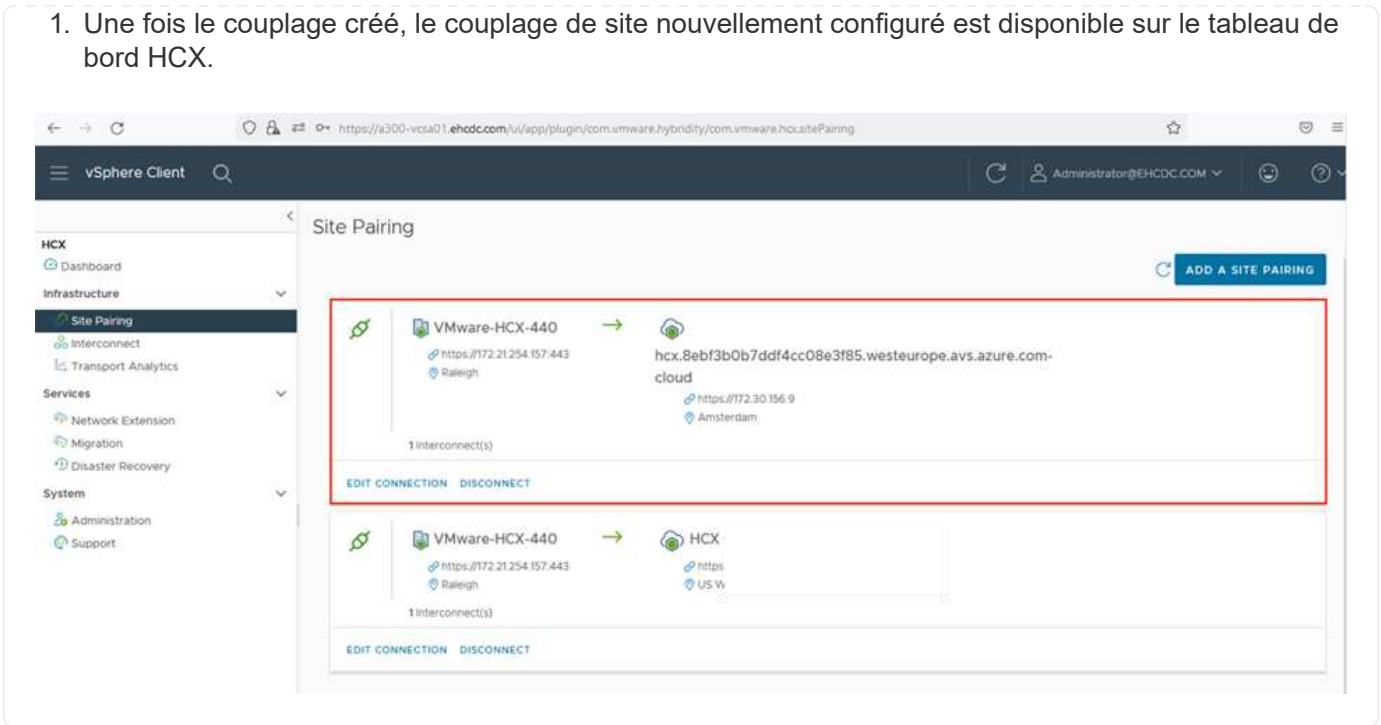 1. Une fois le couplage créé, le couplage de site nouvellement configuré est disponible sur le tableau de
bord HCX.
https://a300-vcsa01.ehcdc.com/ui/app/plugin/com.vmware.hybridity/com.vmware.hcx.sitePairing
vSphere Client
Administrator@EHCDC.COM
HCX
Dashboard
Infrastructure
Site Pairing
Interconnect
Transport Analytics
Services
Network Extension
Migration
Disaster Recovery
System
Administration
Support
Site Pairing
ADD A SITE PAIRING
VMware-HCX-440
https://172.21.254.157:443
Raleigh
hcx.8ebf3b0b7ddf4cc08e3f85.westeurope.avs.azure.com-
cloud
https://172.30.156.9
Amsterdam
1 Interconnect(s)
EDIT CONNECTION DISCONNECT
VMware-HCX-440
https://172.21.254.157:443
Raleigh
HCX
https
US W
1 Interconnect(s)
EDIT CONNECTION DISCONNECT